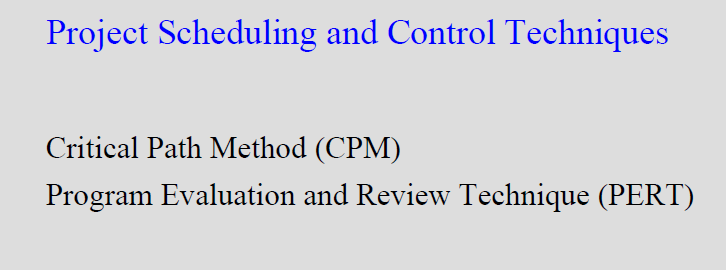 Project Scheduling and Control Techniques
Critical Path Method (CPM)
Program Evaluation and Review Technique (PERT)